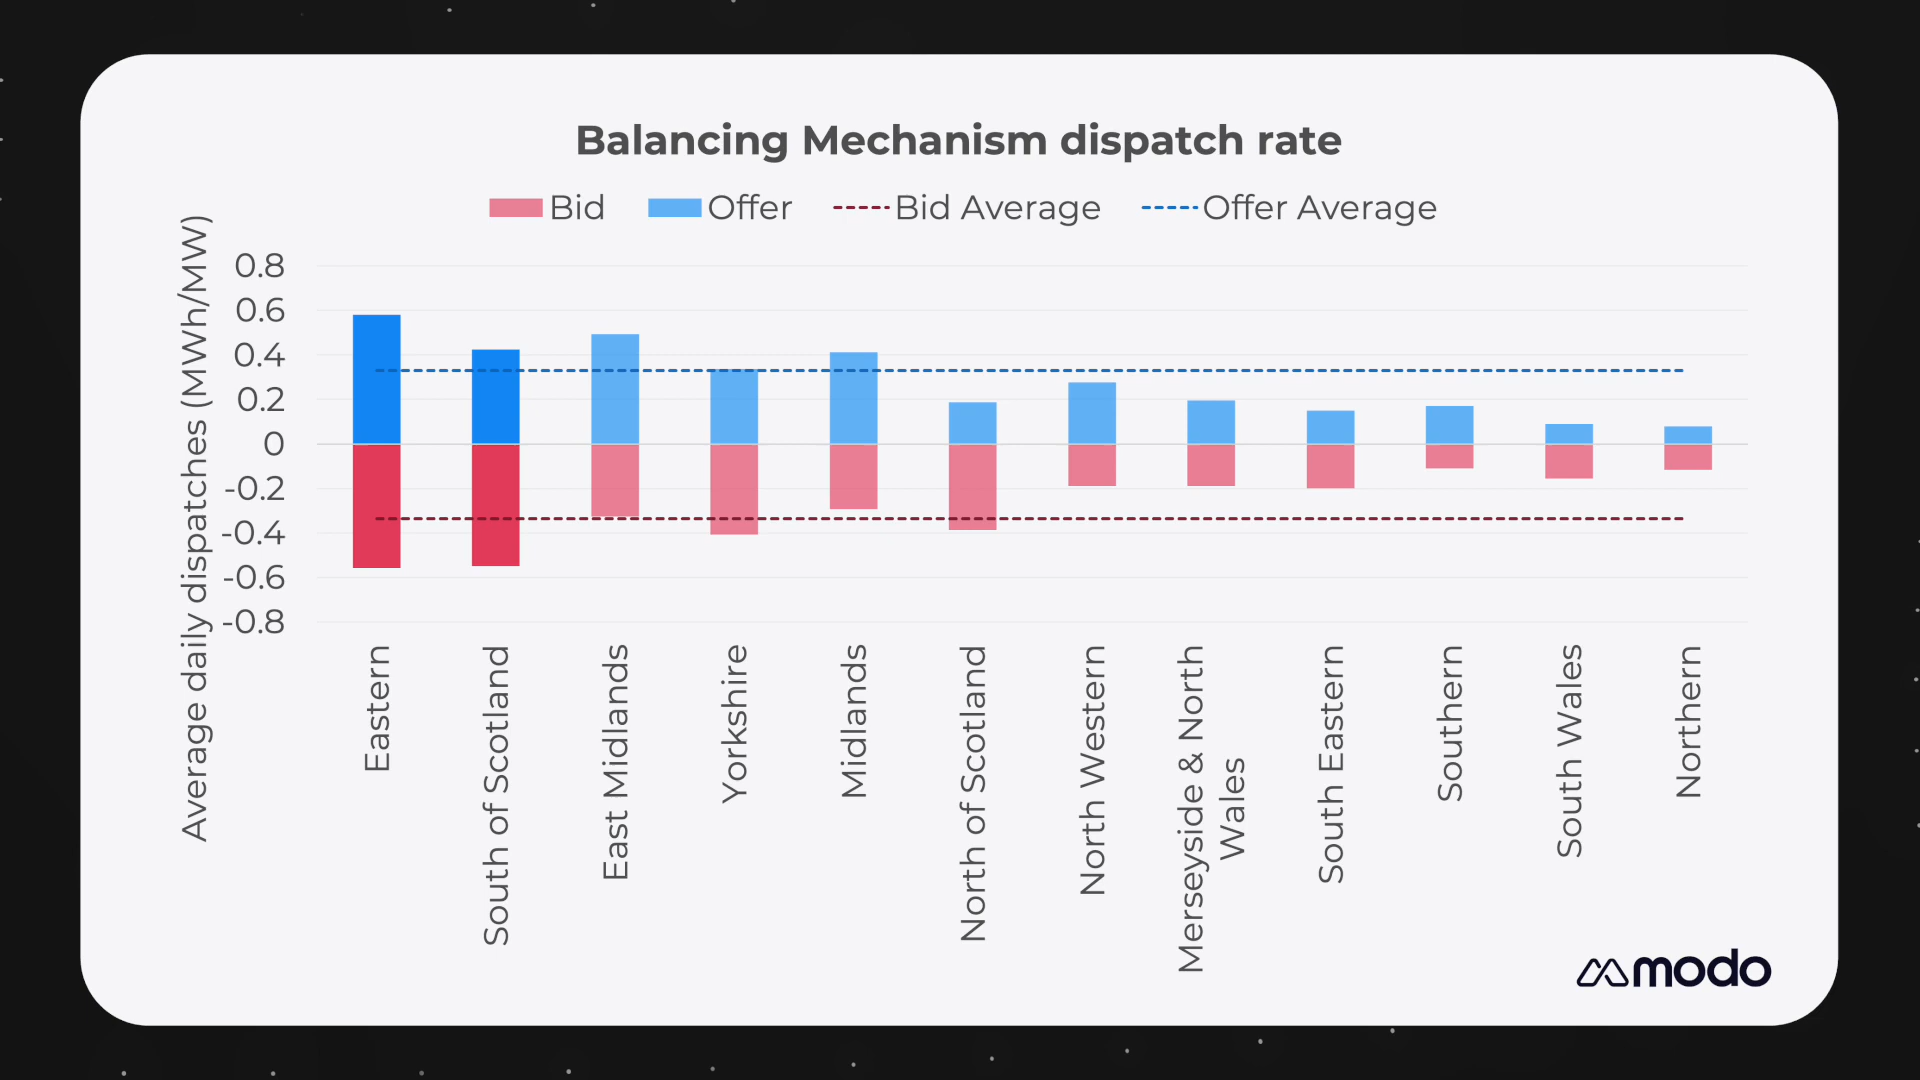 Balancing Mechanism dispatch rate
Bid
Offer
Bid Average
Offer Average
Average daily dispatches (MWh/MW)
0.8
0.6
0.4
0.2
0
-0.2
-0.4
-0.6
-0.8
Eastern
South of Scotland
East Midlands
Yorkshire
Midlands
North of Scotland
North Western
Merseyside & North
Wales
South Eastern
Southern
South Wales
Northern
modo